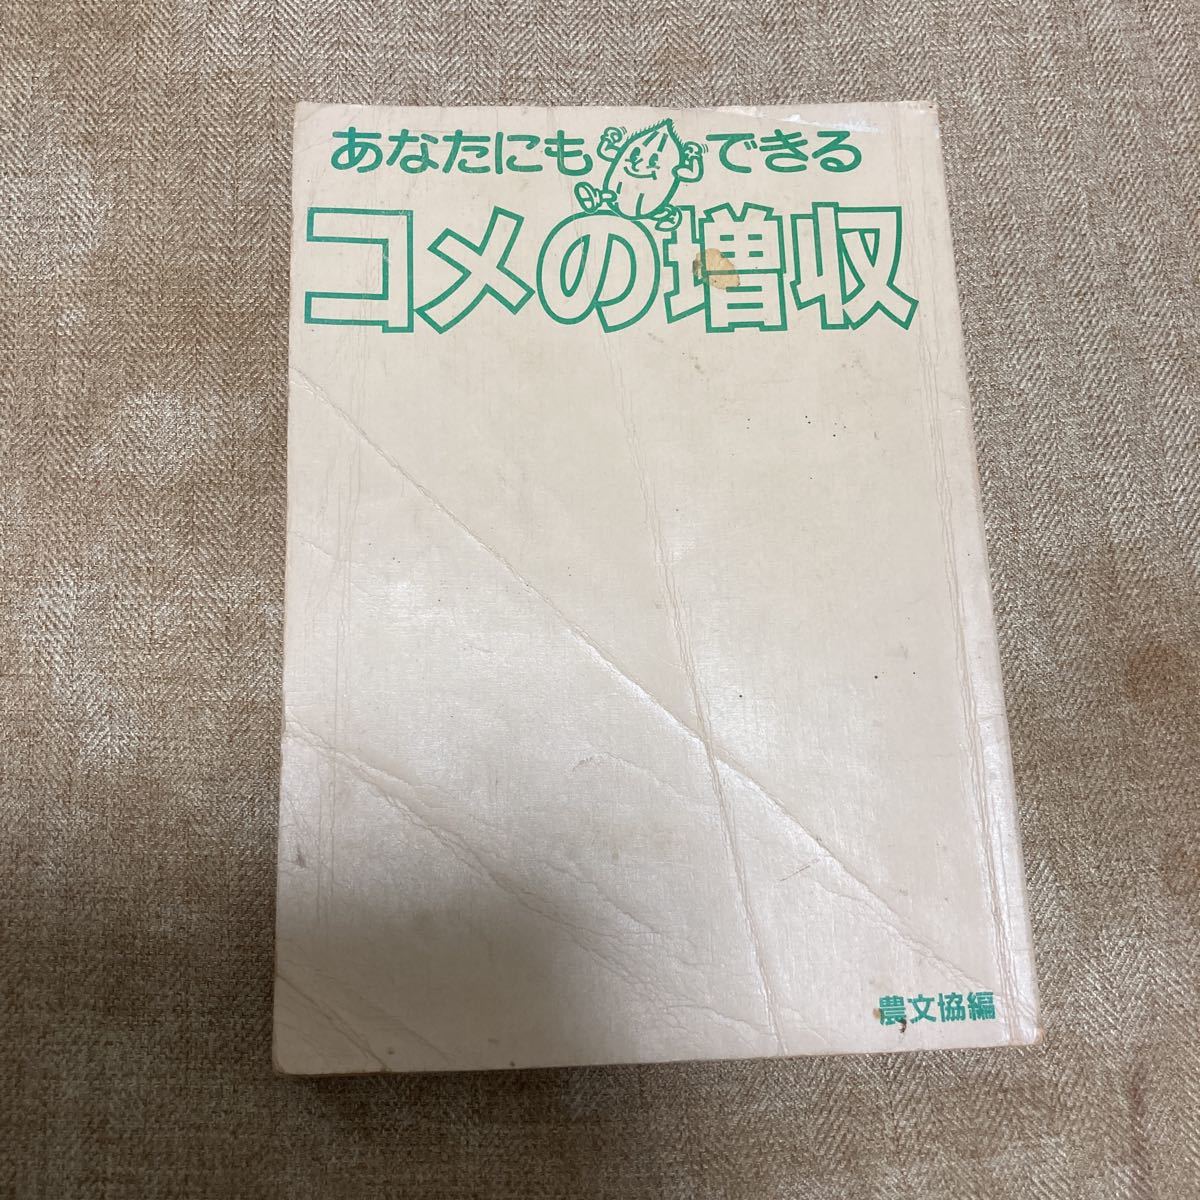 あなたにもできる
コメの増収
農文協編